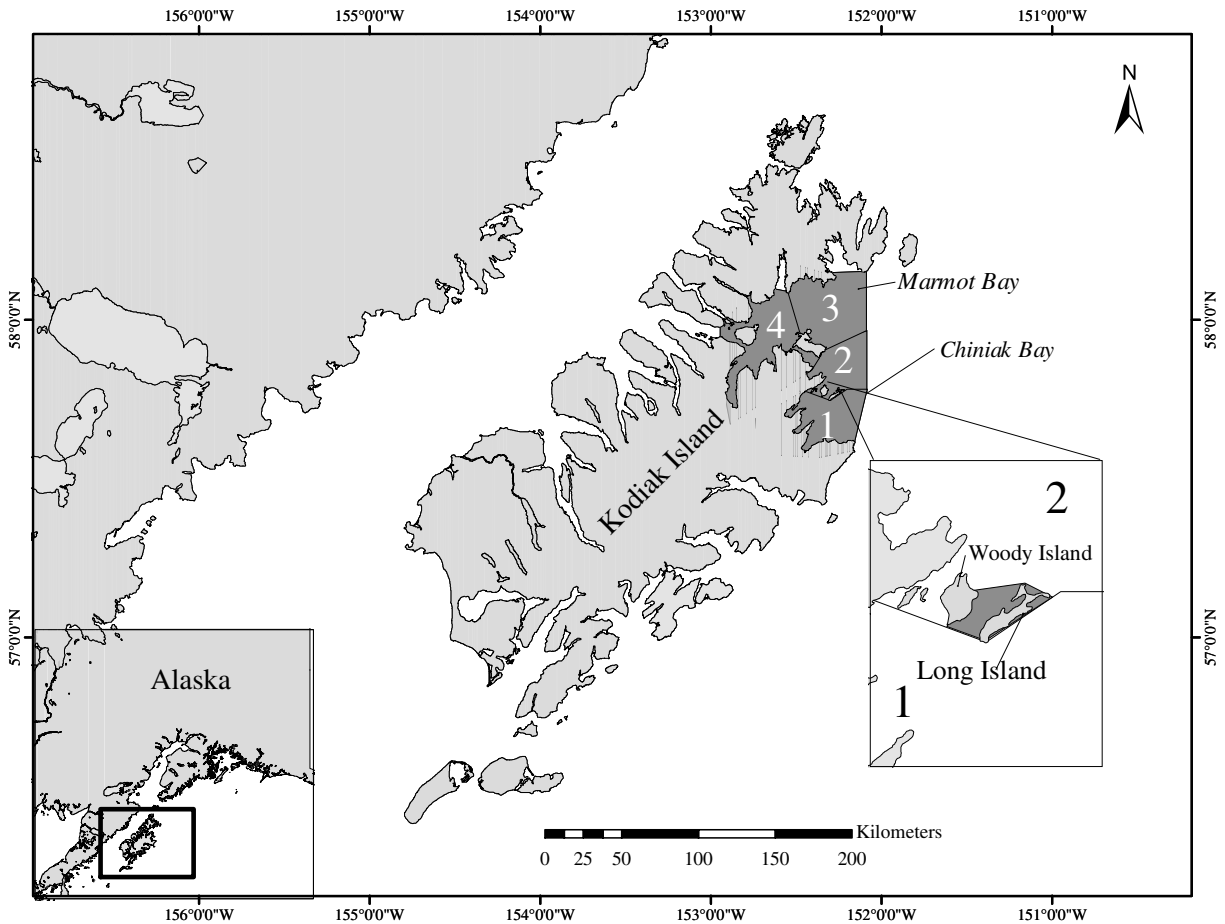 156°0'0"W 155°0'0"W 154°0'0"W 153°0'0"W 152°0'0"W 151°0'0"W
N
Marmot Bay
3
58°0'0"N
58°0'0"N
4
Chiniak Bay
2
1
Kodiak Island
2
Woody Island
57°0'0"N
57°0'0"N
Long Island
Alaska
1
Kilometers
0 25 50 100 150 200
156°0'0"W 155°0'0"W 154°0'0"W 153°0'0"W 152°0'0"W 151°0'0"W